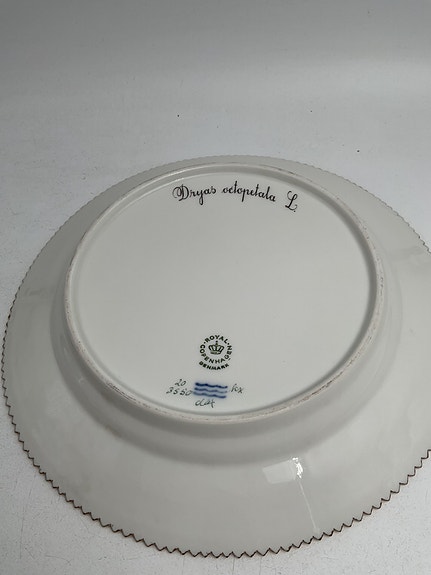 Dryas octopetala L.
ROYAL
COPENHAGEN
DENMARK
20
3550